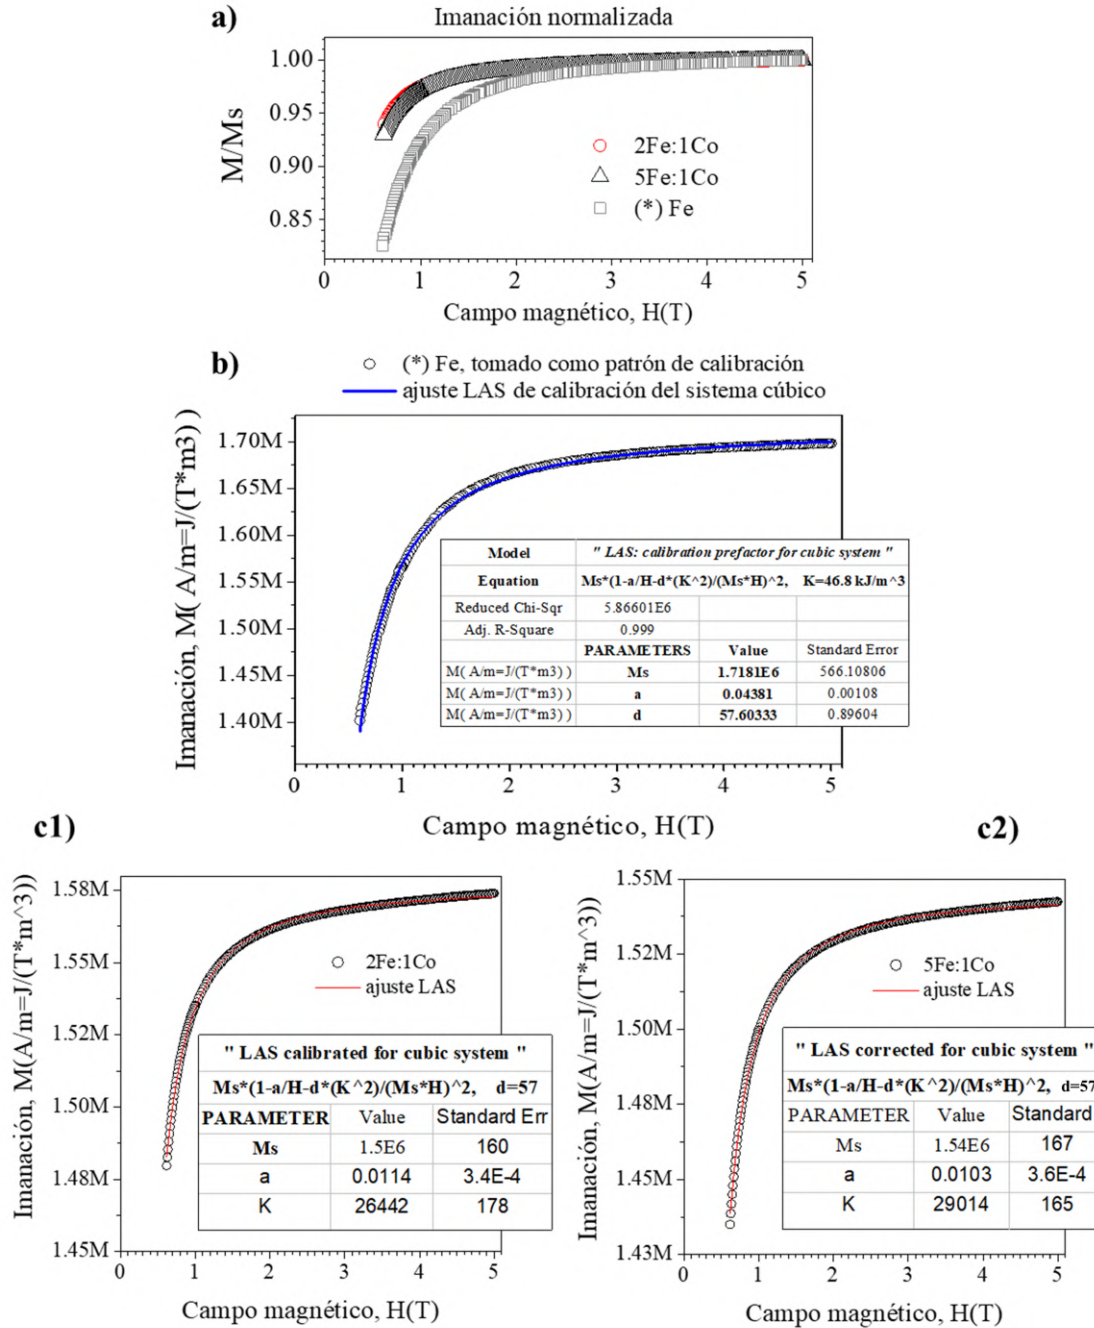 a)
Imanación normalizada
M/Ms
1.00
0.95
0.90
0.85
2Fe:1Co
5Fe:1Co
(*) Fe
0 1 2 3 4 5
Campo magnético, H(T)
b)
(*) Fe, tomado como patrón de calibración
ajuste LAS de calibración del sistema cúbico
Imanación, M( A/m=J/(T*m3) )
1.70M
1.65M
1.60M
1.55M
1.50M
1.45M
1.40M
Model " LAS: calibration prefactor for cubic system "
Equation Ms*(1-a/H-d*(K^2)/(Ms*H)^2, K=46.8 kJ/m^3
Reduced Chi-Sqr 5.86601E6
Adj. R-Square 0.999
PARAMETERS Value Standard Error
M( A/m=J/(T*m3) ) Ms 1.7181E6 566.10806
M( A/m=J/(T*m3) ) a 0.04381 0.00108
M( A/m=J/(T*m3) ) d 57.60333 0.89604
0 1 2 3 4 5
Campo magnético, H(T)
c1)
Imanación, M(A/m=J/(T*m^3))
1.58M
1.55M
1.52M
1.50M
1.48M
1.45M
2Fe:1Co
ajuste LAS
" LAS calibrated for cubic system "
Ms*(1-a/H-d*(K^2)/(Ms*H)^2, d=57
PARAMETER Value Standard Err
Ms 1.5E6 160
a 0.0114 3.4E-4
K 26442 178
0 1 2 3 4 5
Campo magnético, H(T)
c2)
Imanación, M(A/m=J/(T*m^3))
1.55M
1.52M
1.50M
1.48M
1.45M
1.43M
5Fe:1Co
ajuste LAS
" LAS corrected for cubic system "
Ms*(1-a/H-d*(K^2)/(Ms*H)^2, d=57
PARAMETER Value Standard
Ms 1.54E6 167
a 0.0103 3.6E-4
K 29014 165
0 1 2 3 4 5
Campo magnético, H(T)